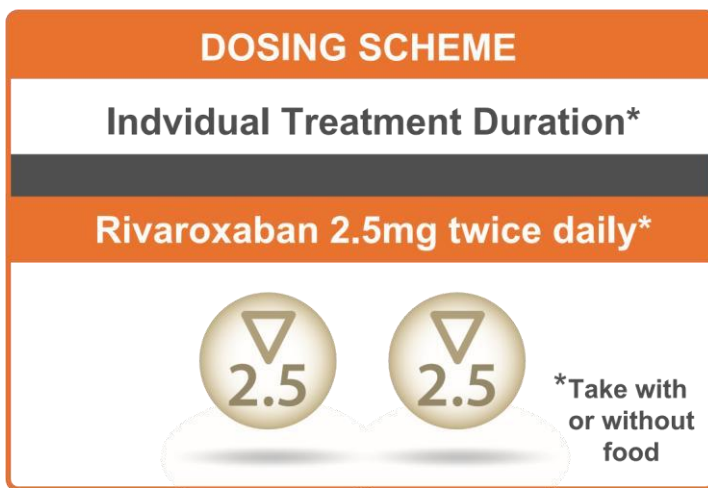 DOSING SCHEME
Indvidual Treatment Duration*
Rivaroxaban 2.5mg twice daily*
2.5 2.5
*Take with
or without
food